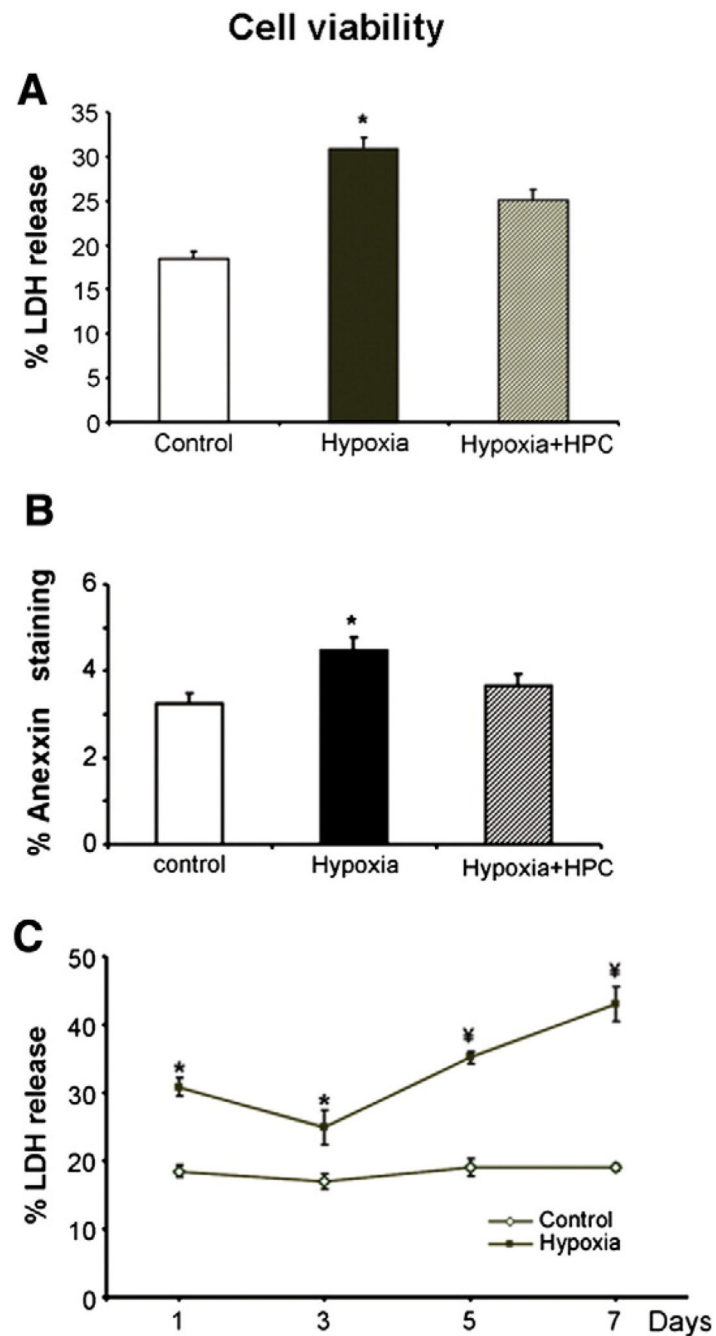 Cell viability
A
% LDH release
35
30
25
20
15
10
5
0
*
Control Hypoxia Hypoxia+HPC
B
% Anexxin staining
6
4
2
0
*
control Hypoxia Hypoxia+HPC
C
% LDH release
50
40
30
20
10
0
* * ¥ ¥
Control
Hypoxia
1 3 5 7 Days